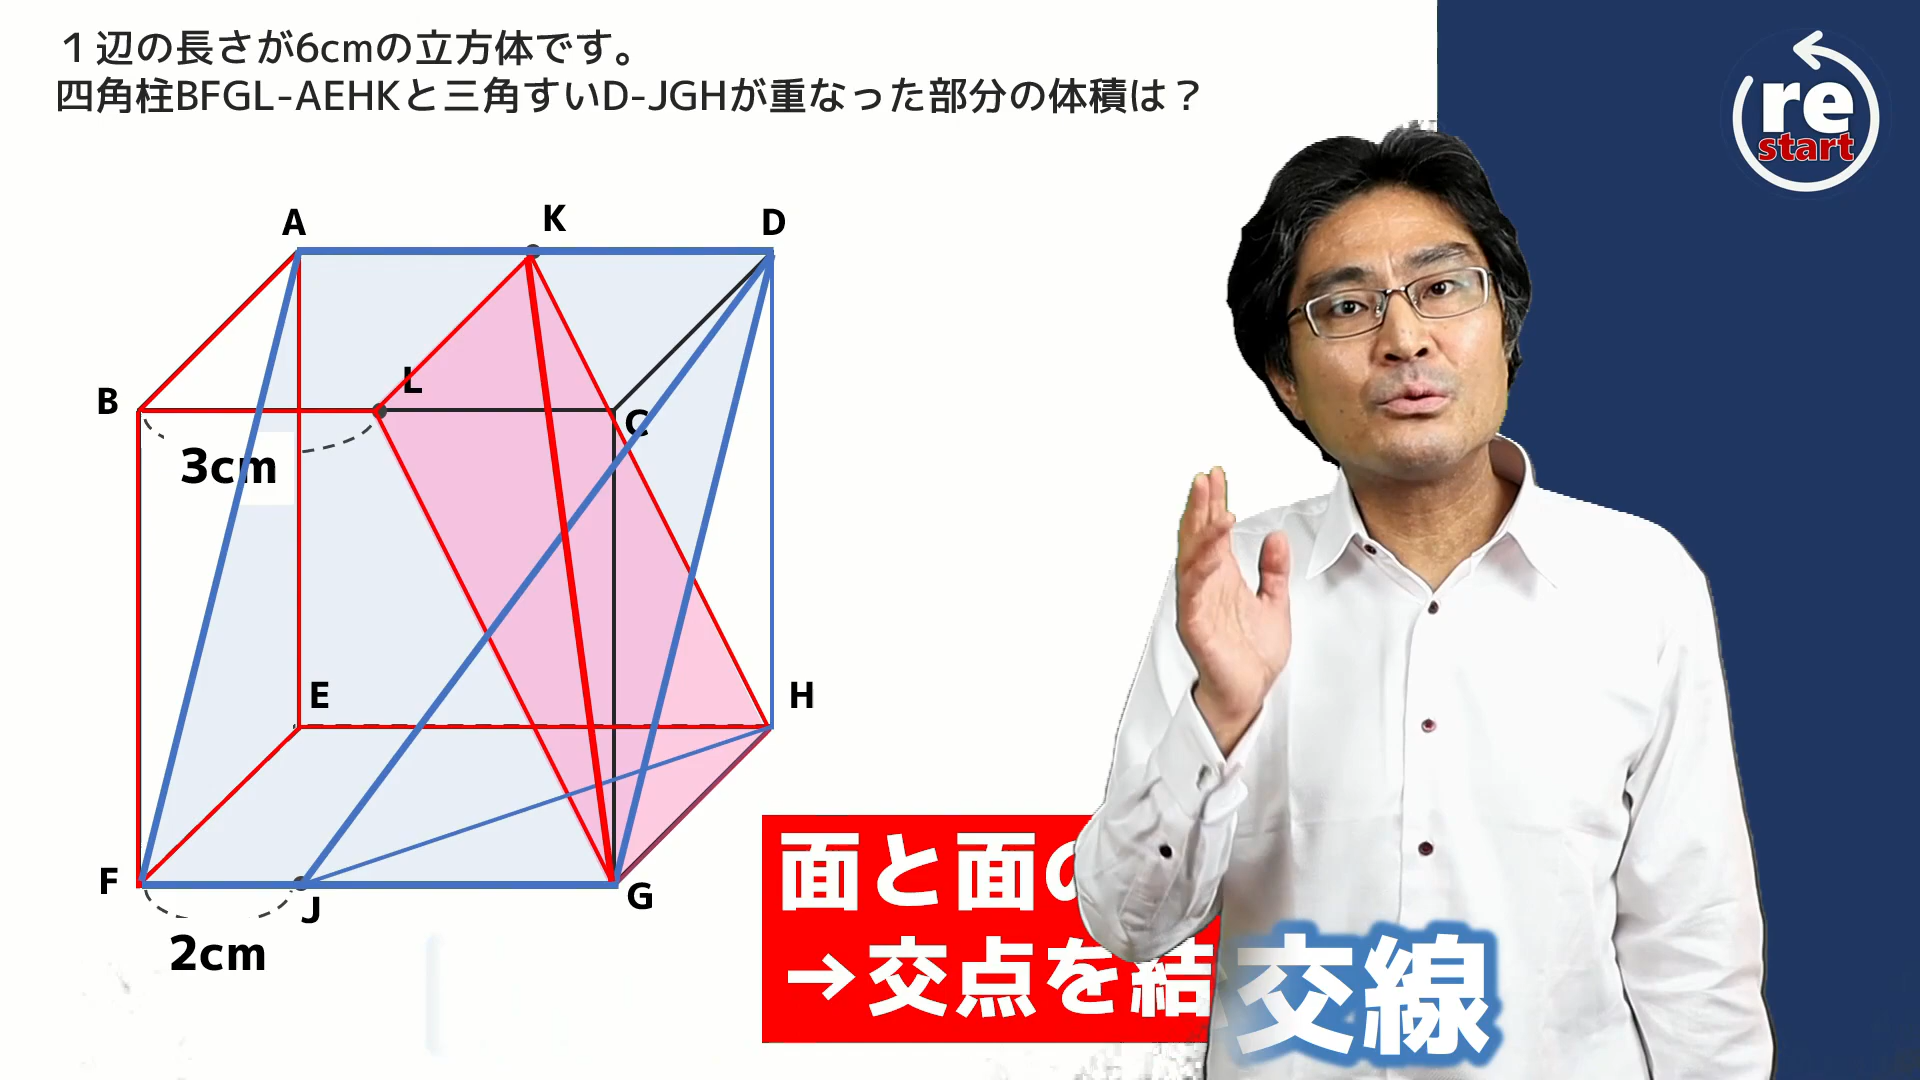 １辺の長さが6cmの立方体です。
四角柱BFGL-AEHKと三角すいD-JGHが重なった部分の体積は？
re
start
A
K
D
B
L
C
3cm
E
H
F
J
G
2cm
面と面の
→交点を結
交線